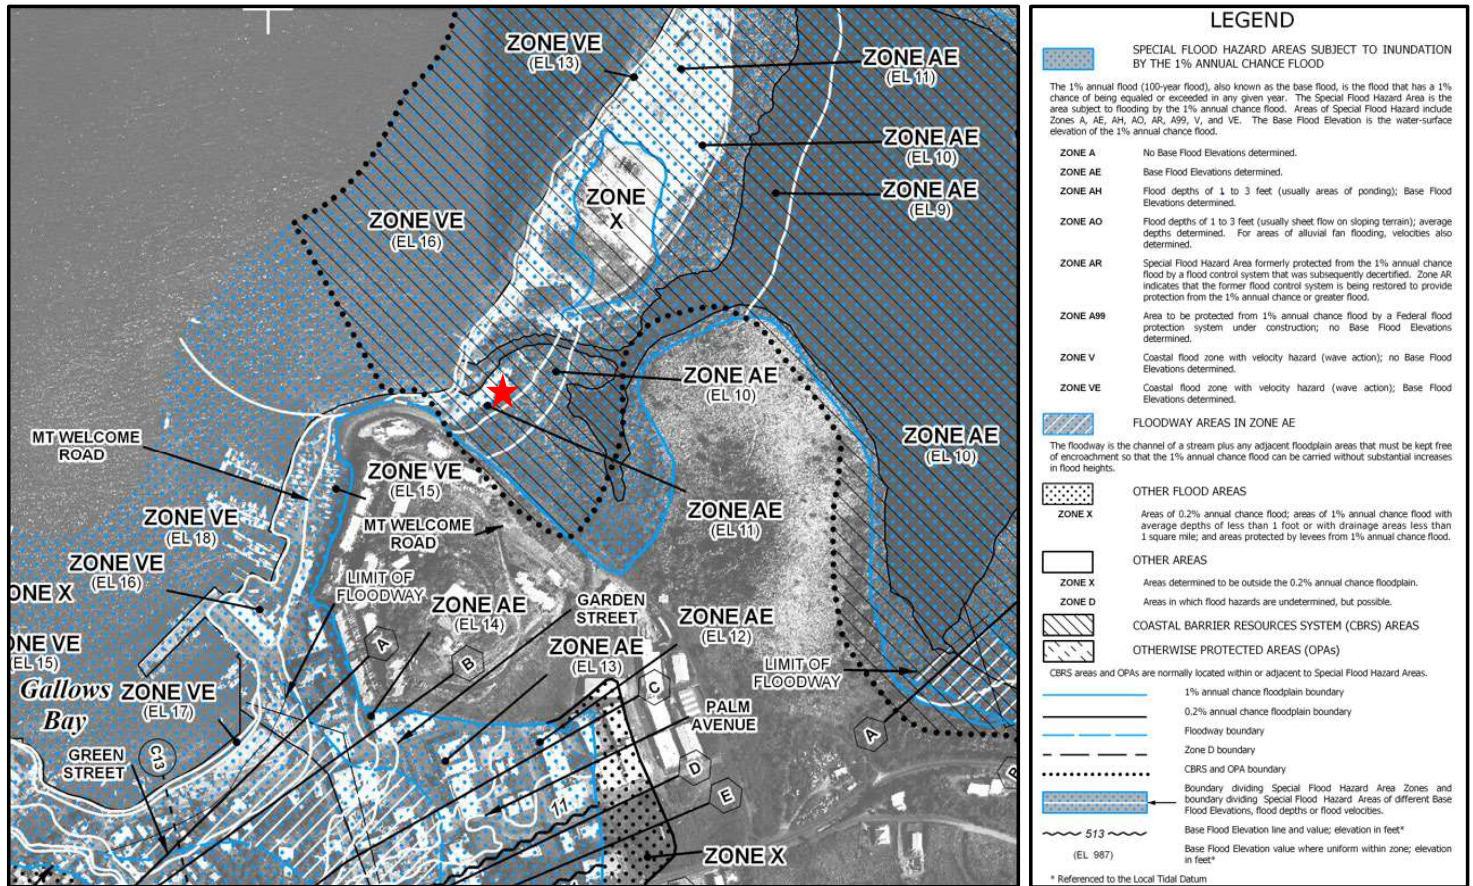 ZONE VE
(EL 13)
ZONE AE
(EL 11)
ZONE AE
(EL 10)
ZONE AE
(EL 9)
ZONE
X
ZONE VE
(EL 16)
ZONE AE
(EL 10)
ZONE AE
(EL 10)
MT WELCOME
ROAD
ZONE VE
(EL 15)
ZONE AE
(EL 11)
ZONE VE
(EL 18)
MT WELCOME
ROAD
ZONE VE
(EL 16)
LIMIT OF
FLOODWAY
ONE X
ZONE AE
(EL 14)
GARDEN
STREET
ZONE AE
(EL 12)
ZONE AE
(EL 13)
A
B
C
ONE VE
(EL 15)
LIMIT OF
FLOODWAY
Gallows
Bay
ZONE VE
(EL 17)
PALM
AVENUE
A
GREEN
STREET
C13
D
E
B
11
ZONE X
LEGEND
SPECIAL FLOOD HAZARD AREAS SUBJECT TO INUNDATION
BY THE 1% ANNUAL CHANCE FLOOD
The 1% annual flood (100-year flood), also known as the base flood, is the flood that has a 1%
chance of being equaled or exceeded in any given year. The Special Flood Hazard Area is the
area subject to flooding by the 1% annual chance flood. Areas of Special Flood Hazard include
Zones A, AE, AH, AO, AR, A99, V, and VE. The Base Flood Elevation is the water-surface
elevation of the 1% annual chance flood.
ZONE A No Base Flood Elevations determined.
ZONE AE Base Flood Elevations determined.
ZONE AH Flood depths of 1 to 3 feet (usually areas of ponding); Base Flood
Elevations determined.
ZONE AO Flood depths of 1 to 3 feet (usually sheet flow on sloping terrain); average
depths determined. For areas of alluvial fan flooding, velocities also
determined.
ZONE AR Special Flood Hazard Area formerly protected from the 1% annual chance
flood by a flood control system that was subsequently decertified. Zone AR
indicates that the former flood control system is being restored to provide
protection from the 1% annual chance or greater flood.
ZONE A99 Area to be protected from 1% annual chance flood by a Federal flood
protection system under construction; no Base Flood Elevations
determined.
ZONE V Coastal flood zone with velocity hazard (wave action); no Base Flood
Elevations determined.
ZONE VE Coastal flood zone with velocity hazard (wave action); Base Flood
Elevations determined.
FLOODWAY AREAS IN ZONE AE
The floodway is the channel of a stream plus any adjacent floodplain areas that must be kept free
of encroachment so that the 1% annual chance flood can be carried without substantial increases
in flood heights.
OTHER FLOOD AREAS
ZONE X Areas of 0.2% annual chance flood; areas of 1% annual chance flood with
average depths of less than 1 foot or with drainage areas less than
1 square mile; and areas protected by levees from 1% annual chance flood.
OTHER AREAS
ZONE X Areas determined to be outside the 0.2% annual chance floodplain.
ZONE D Areas in which flood hazards are undetermined, but possible.
COASTAL BARRIER RESOURCES SYSTEM (CBRS) AREAS
OTHERWISE PROTECTED AREAS (OPAs)
CBRS areas and OPAs are normally located within or adjacent to Special Flood Hazard Areas.
1% annual chance floodplain boundary
0.2% annual chance floodplain boundary
Floodway boundary
Zone D boundary
CBRS and OPA boundary
Boundary dividing Special Flood Hazard Area Zones and
boundary dividing Special Flood Hazard Areas of different Base
Flood Elevations, flood depths or flood velocities.
513 Base Flood Elevation line and value; elevation in feet*
(EL 987) Base Flood Elevation value where uniform within zone; elevation
in feet*
* Referenced to the Local Tidal Datum